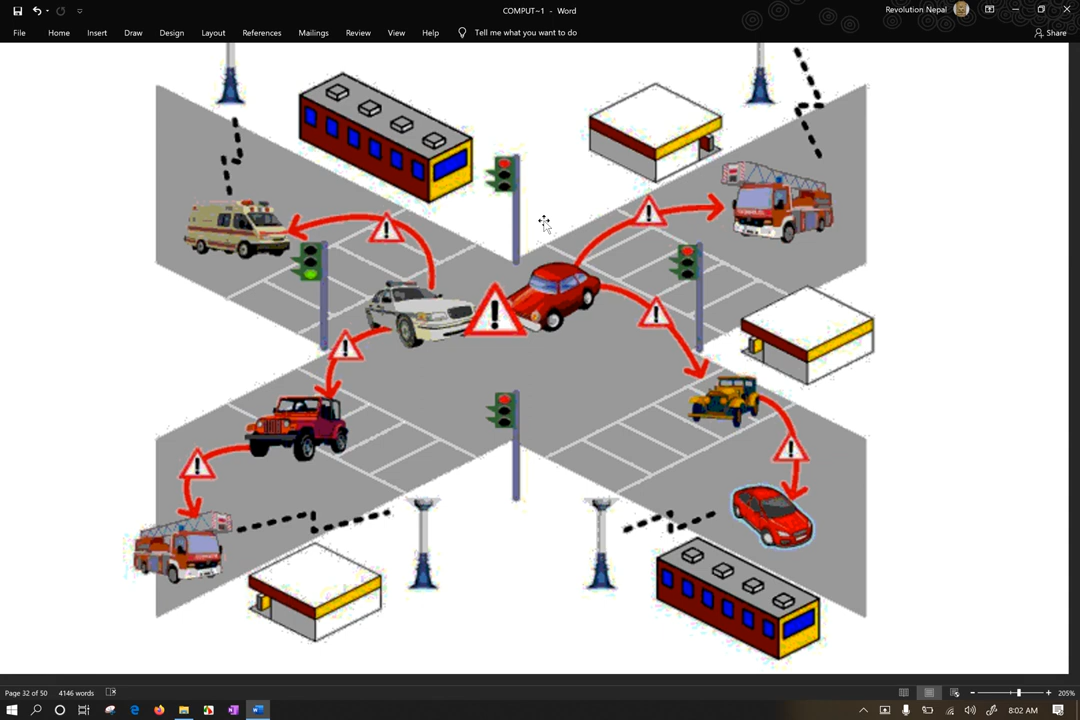 COMPUT~1 - Word
Revolution Nepal
File Home Insert Draw Design Layout References Mailings Review View Help Tell me what you want to do
Share
!
!
!
!
!
!
!
!
Page 32 of 50 4146 words
205%
8:02 AM